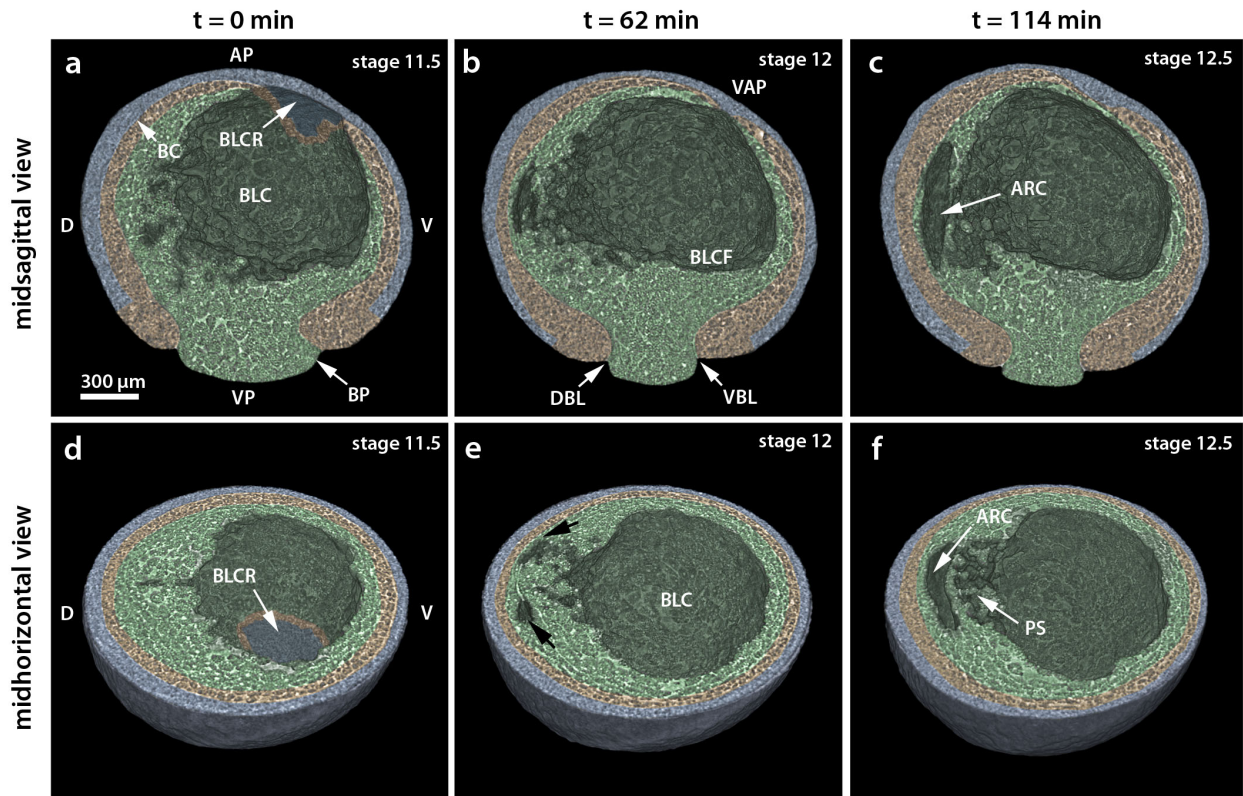 t = 0 min
t = 62 min
t = 114 min
midsagittal view
a
AP
stage 11.5
BC
BLCR
BLC
D
V
300 µm
VP
BP
b
stage 12
VAP
BLCF
DBL
VBL
c
stage 12.5
ARC
midhorizontal view
d
stage 11.5
BLCR
D
V
e
stage 12
BLC
f
stage 12.5
ARC
PS